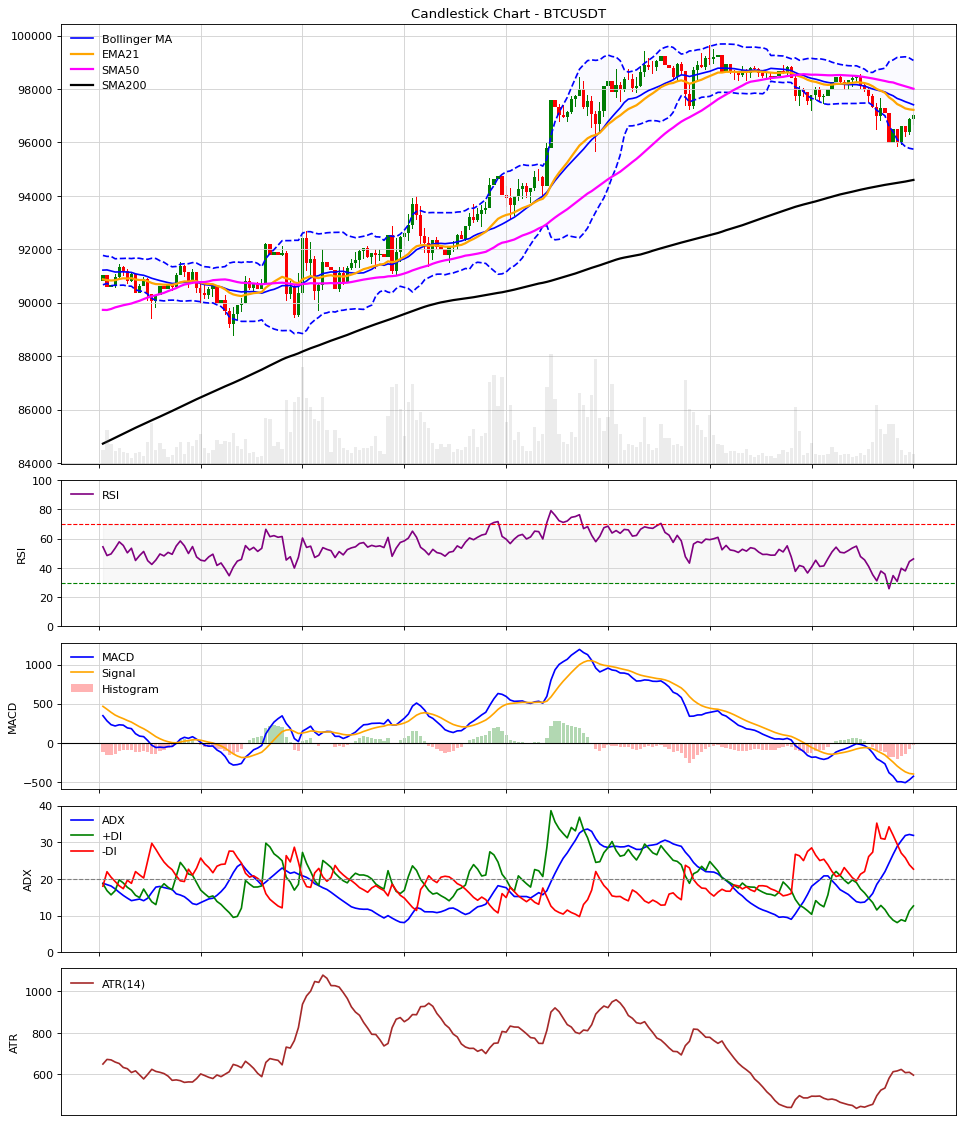 Candlestick Chart - BTCUSDT
100000
98000
96000
94000
92000
90000
88000
86000
84000
Bollinger MA
EMA21
SMA50
SMA200
RSI
100
80
60
40
20
0
RSI
MACD
1000
500
0
−500
MACD
Signal
Histogram
ADX
40
30
20
10
0
ADX
+DI
-DI
ATR
1000
800
600
ATR(14)